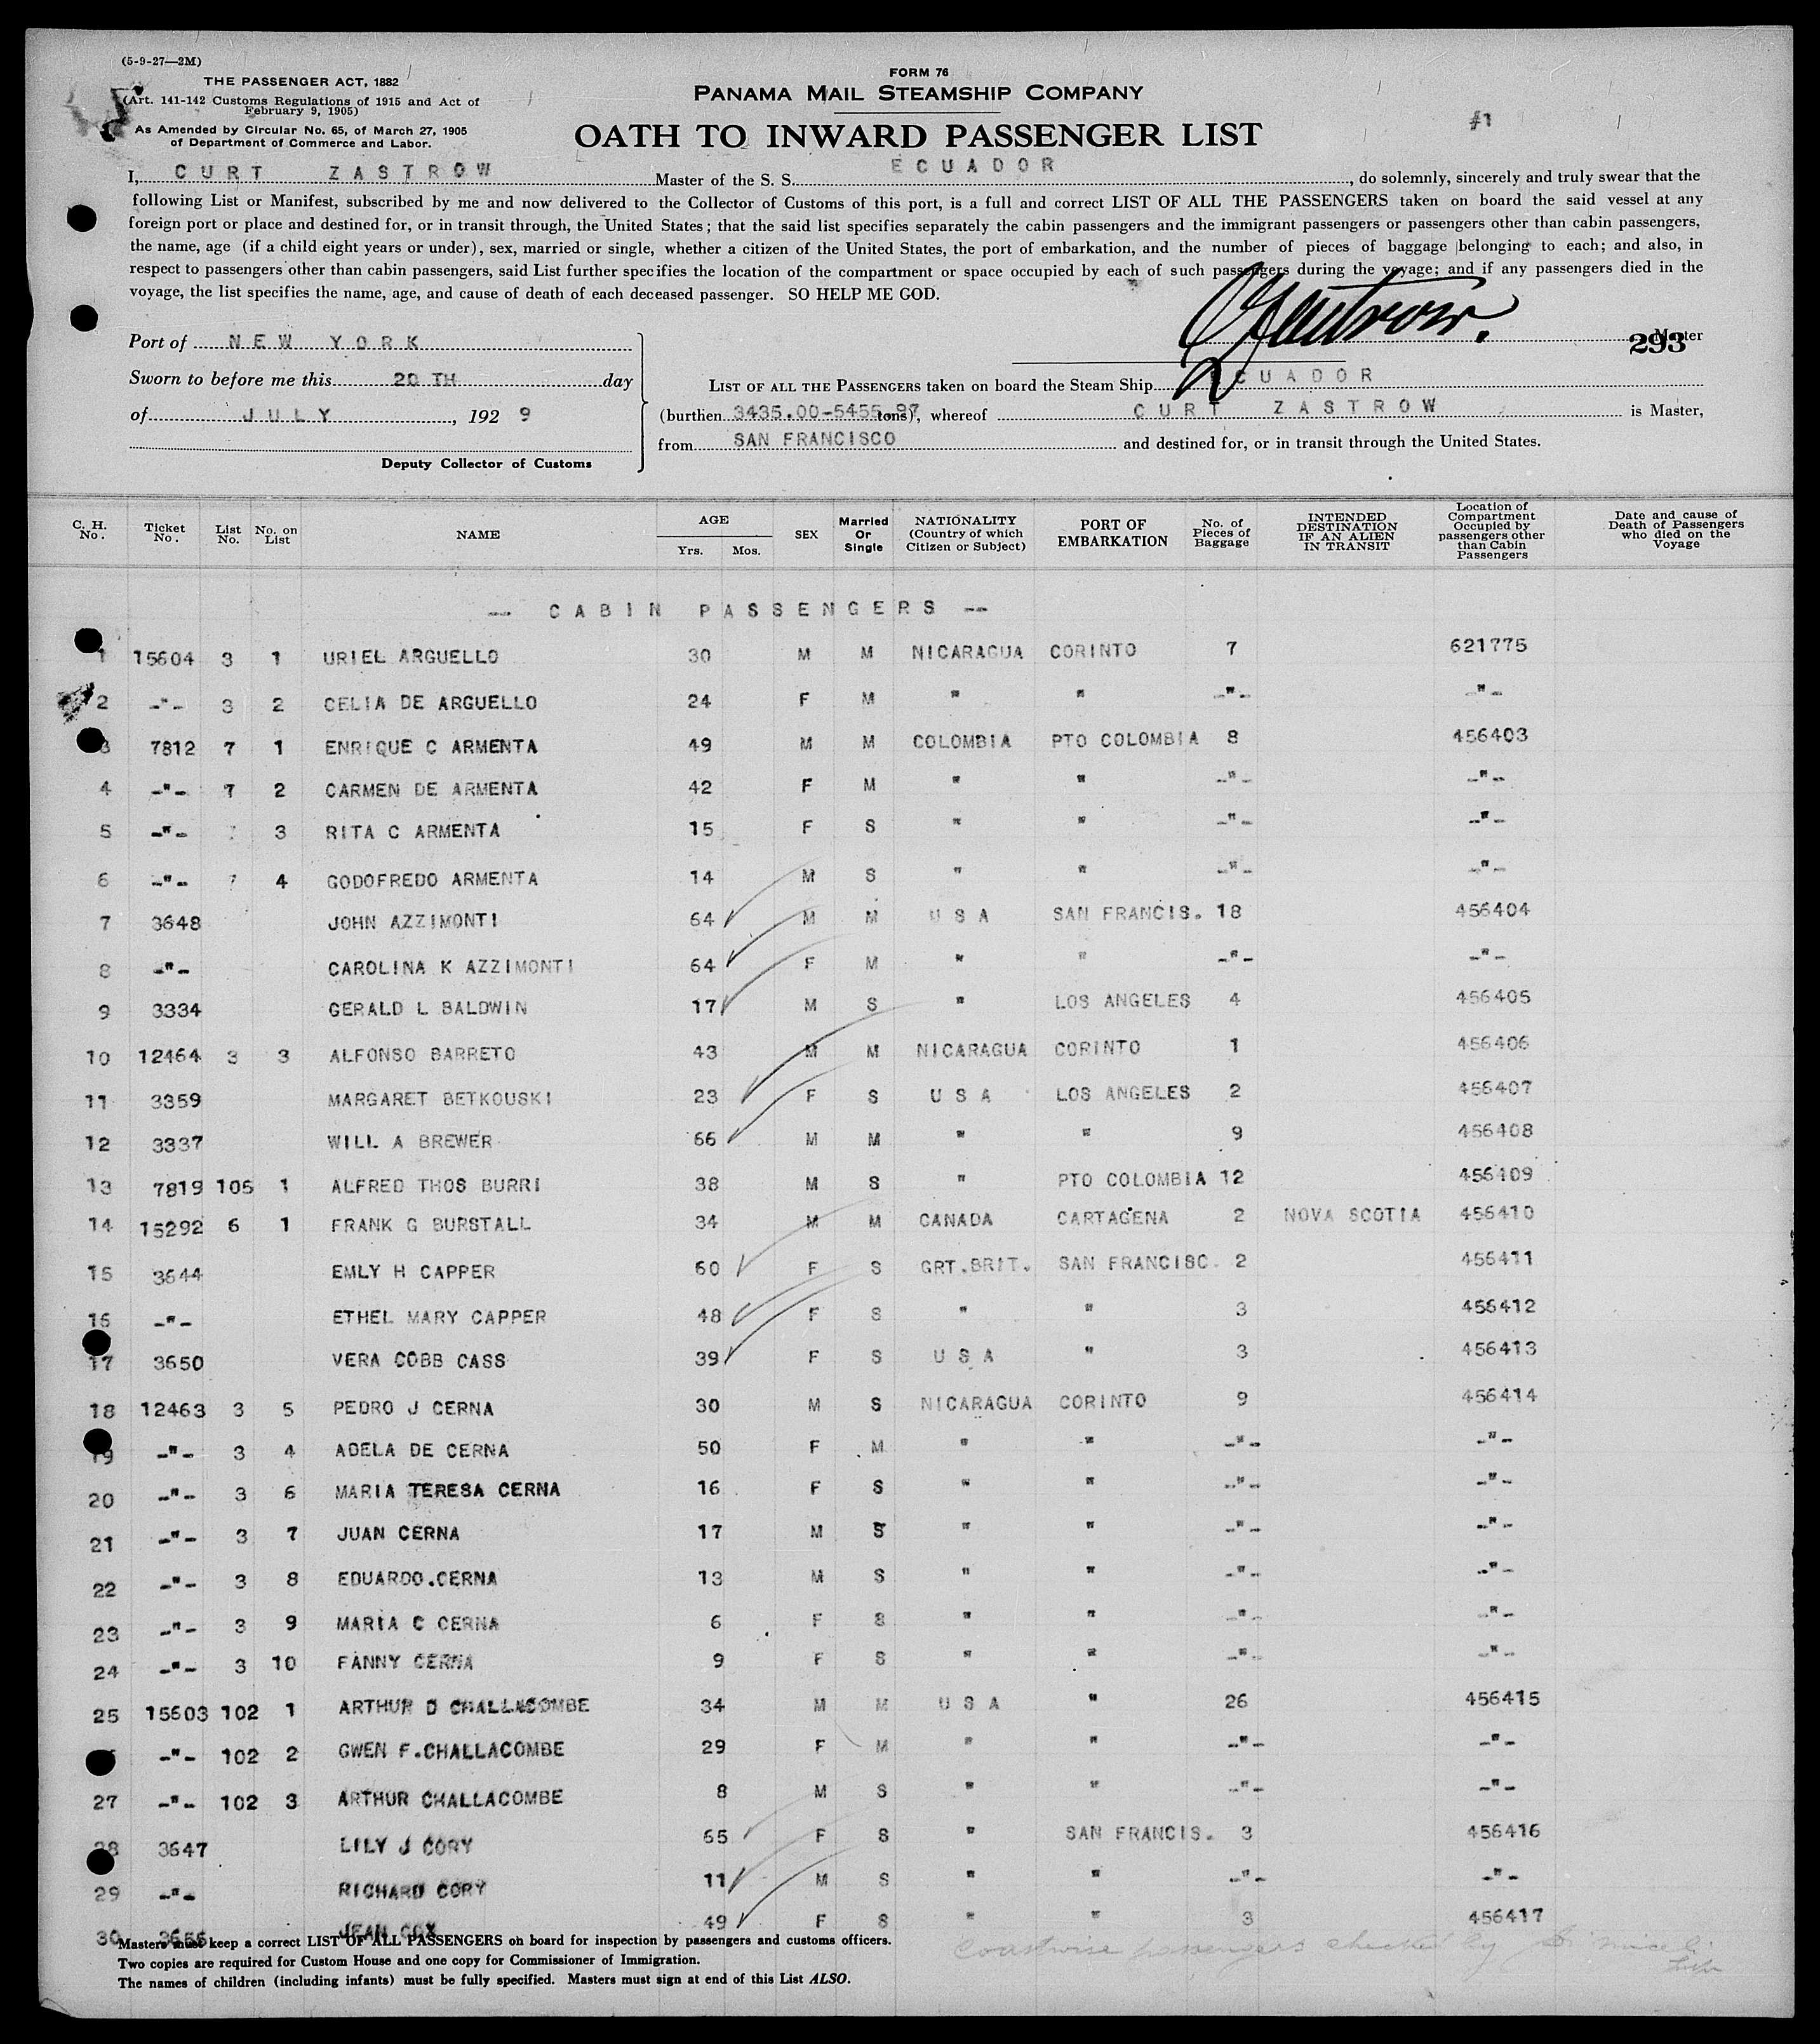 (5-9-27—2M)
THE PASSENGER ACT, 1882
(Art. 141-142 Customs Regulations of 1915 and Act of
February 9, 1905)
As Amended by Circular No. 65, of March 27, 1905
of Department of Commerce and Labor.
FORM 76
PANAMA MAIL STEAMSHIP COMPANY
OATH TO INWARD PASSENGER LIST
#1
I, CURT ZASTROW Master of the S. S. ECUADOR, do solemnly, sincerely and truly swear that the
following List or Manifest, subscribed by me and now delivered to the Collector of Customs of this port, is a full and correct LIST OF ALL THE PASSENGERS taken on board the said vessel at any
foreign port or place and destined for, or in transit through, the United States; that the said list specifies separately the cabin passengers and the immigrant passengers or passengers other than cabin passengers,
the name, age (if a child eight years or under), sex, married or single, whether a citizen of the United States, the port of embarkation, and the number of pieces of baggage belonging to each; and also, in
respect to passengers other than cabin passengers, said List further specifies the location of the compartment or space occupied by each of such passengers during the voyage; and if any passengers died in the
voyage, the list specifies the name, age, and cause of death of each deceased passenger. SO HELP ME GOD.
CZastrow.
Master
293
Port of NEW YORK
Sworn to before me this 20 TH day
of JULY, 192 9
Deputy Collector of Customs
LIST OF ALL THE PASSENGERS taken on board the Steam Ship ECUADOR
(burthen 3435.00-5455.97 tons), whereof CURT ZASTROW is Master,
from SAN FRANCISCO and destined for, or in transit through the United States.
C. H. No. Ticket No. List No. No. on List NAME AGE Yrs. Mos. SEX Married Or Single NATIONALITY (Country of which Citizen or Subject) PORT OF EMBARKATION No. of Pieces of Baggage INTENDED DESTINATION IF AN ALIEN IN TRANSIT Location of Compartment Occupied by passengers other than Cabin Passengers Date and cause of Death of Passengers who died on the Voyage
-- CABIN PASSENGERS --
1 15604 3 1 URIEL ARGUELLO 30 M M NICARAGUA CORINTO 7 621775
2 -"- 3 2 CELIA DE ARGUELLO 24 F M " " -"- -"-
3 7812 7 1 ENRIQUE C ARMENTA 49 M M COLOMBIA PTO COLOMBIA 8 456403
4 -"- 7 2 CARMEN DE ARMENTA 42 F M " " -"- -"-
5 -"- 7 3 RITA C ARMENTA 15 F S " " -"- -"-
6 -"- 7 4 GODOFREDO ARMENTA 14 M S " " -"- -"-
7 3648 JOHN AZZIMONTI 64 M M U S A SAN FRANCIS. 18 456404
8 -"- CAROLINA K AZZIMONTI 64 F M " " -"- -"-
9 3334 GERALD L BALDWIN 17 M S " LOS ANGELES 4 456405
10 12464 3 3 ALFONSO BARRETO 43 M M NICARAGUA CORINTO 1 456406
11 3359 MARGARET BETKOUSKI 23 F S U S A LOS ANGELES 2 456407
12 3337 WILL A BREWER 66 M M " " 9 456408
13 7819 105 1 ALFRED THOS BURRI 38 M S " PTO COLOMBIA 12 456409
14 15292 6 1 FRANK G BURSTALL 34 M M CANADA CARTAGENA 2 NOVA SCOTIA 456410
15 3644 EMLY H CAPPER 60 F S GRT.BRIT. SAN FRANCISC. 2 456411
16 -"- ETHEL MARY CAPPER 48 F S " " 3 456412
17 3650 VERA COBB CASS 39 F S U S A " 3 456413
18 12463 3 5 PEDRO J CERNA 30 M S NICARAGUA CORINTO 9 456414
19 -"- 3 4 ADELA DE CERNA 50 F M " " -"- -"-
20 -"- 3 6 MARIA TERESA CERNA 16 F S " " -"- -"-
21 -"- 3 7 JUAN CERNA 17 M S " " -"- -"-
22 -"- 3 8 EDUARDO.CERNA 13 M S " " -"- -"-
23 -"- 3 9 MARIA C CERNA 6 F S " " -"- -"-
24 -"- 3 10 FANNY CERNA 9 F S " " -"- -"-
25 15603 102 1 ARTHUR D CHALLACOMBE 34 M M U S A " 26 456415
-"- 102 2 GWEN F.CHALLACOMBE 29 F M " " -"- -"-
27 -"- 102 3 ARTHUR CHALLACOMBE 8 M S " " -"- -"-
28 3647 LILY J CORY 65 F S " SAN FRANCIS. 3 456416
29 -"- RICHARD CORY 11 M S " " -"- -"-
30 3655 JEAN COX 49 F S " " 3 456417
Masters must keep a correct LIST OF ALL PASSENGERS on board for inspection by passengers and customs officers.
Two copies are required for Custom House and one copy for Commissioner of Immigration.
The names of children (including infants) must be fully specified. Masters must sign at end of this List ALSO.
Coastwise passengers checked by